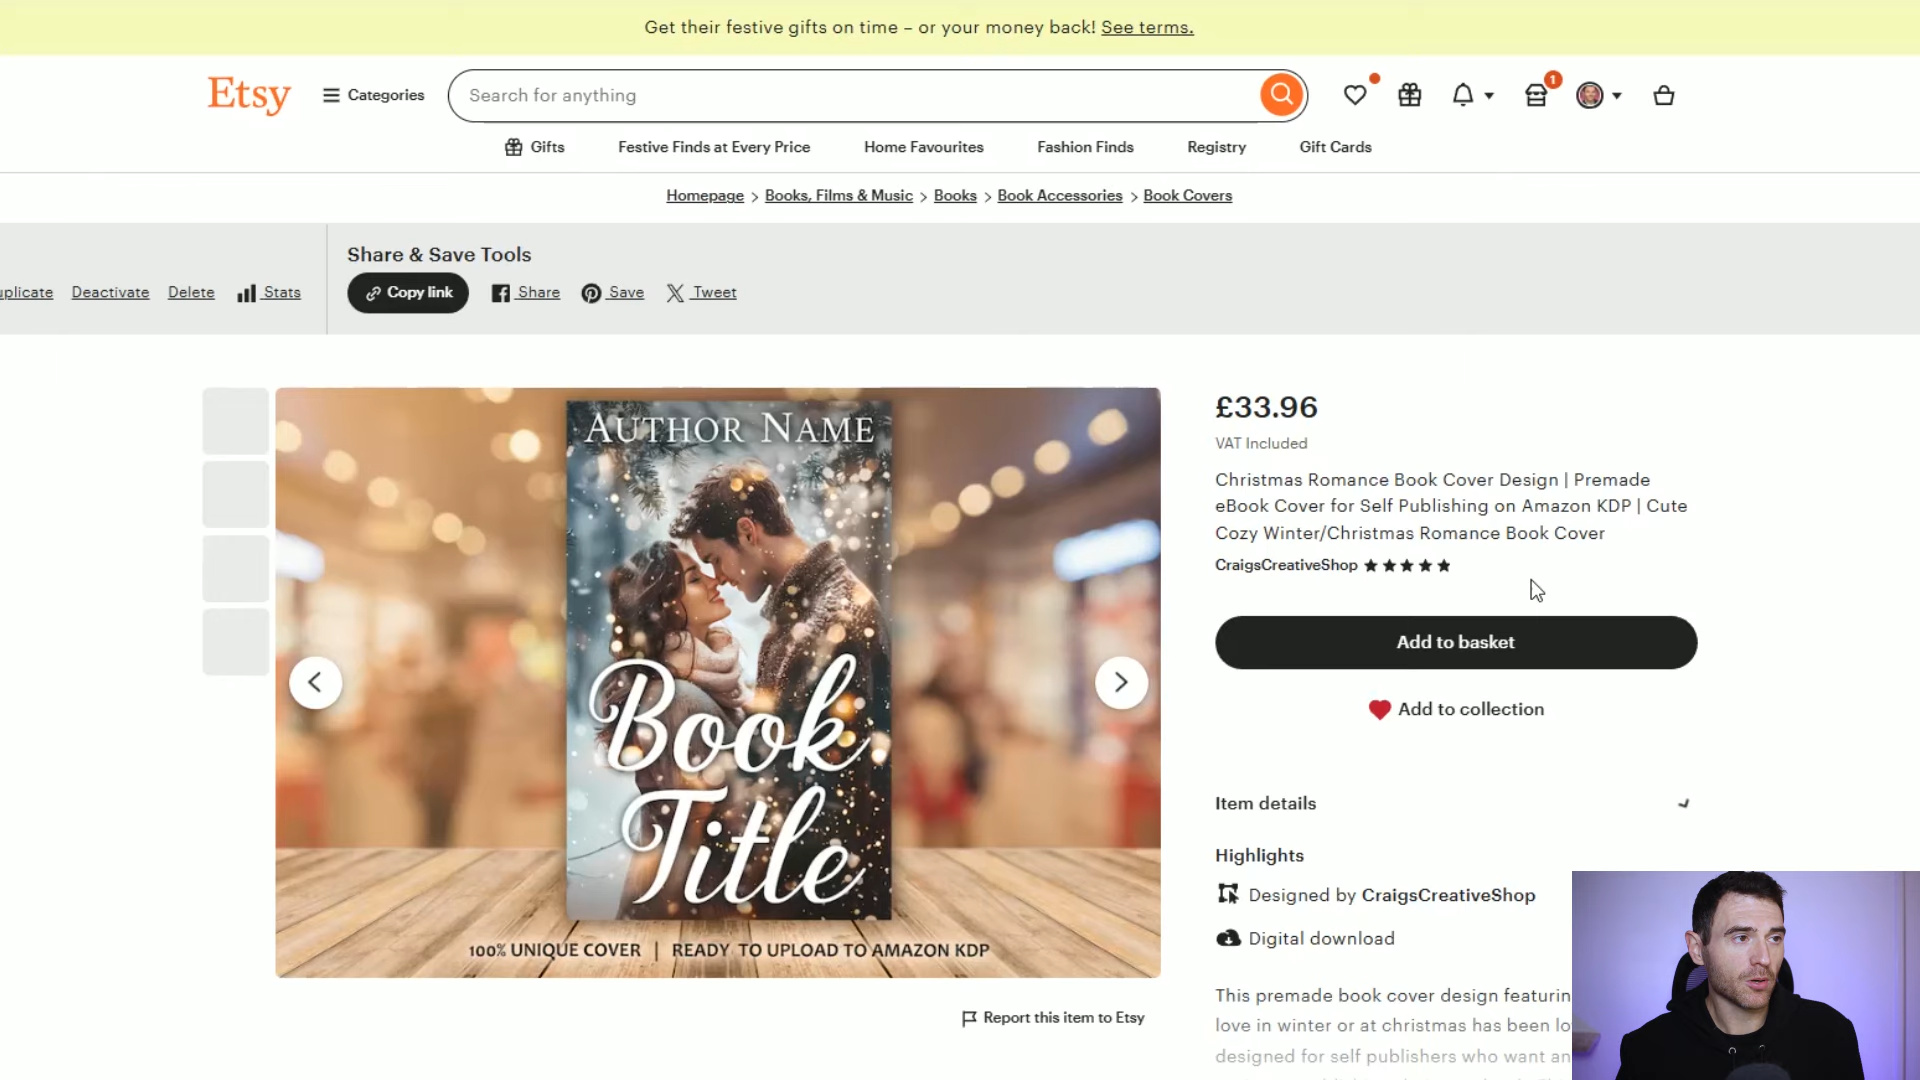 Get their festive gifts on time – or your money back! See terms.
Etsy
Categories
Search for anything
1
Gifts
Festive Finds at Every Price
Home Favourites
Fashion Finds
Registry
Gift Cards
Homepage > Books, Films & Music > Books > Book Accessories > Book Covers
Share & Save Tools
uplicate Deactivate Delete Stats
Copy link Share Save Tweet
AUTHOR NAME
Book
Title
100% UNIQUE COVER | READY TO UPLOAD TO AMAZON KDP
Report this item to Etsy
£33.96
VAT Included
Christmas Romance Book Cover Design | Premade
eBook Cover for Self Publishing on Amazon KDP | Cute
Cozy Winter/Christmas Romance Book Cover
CraigsCreativeShop
Add to basket
Add to collection
Item details
Highlights
Designed by CraigsCreativeShop
Digital download
This premade book cover design featurin
love in winter or at christmas has been lo
designed for self publishers who want an